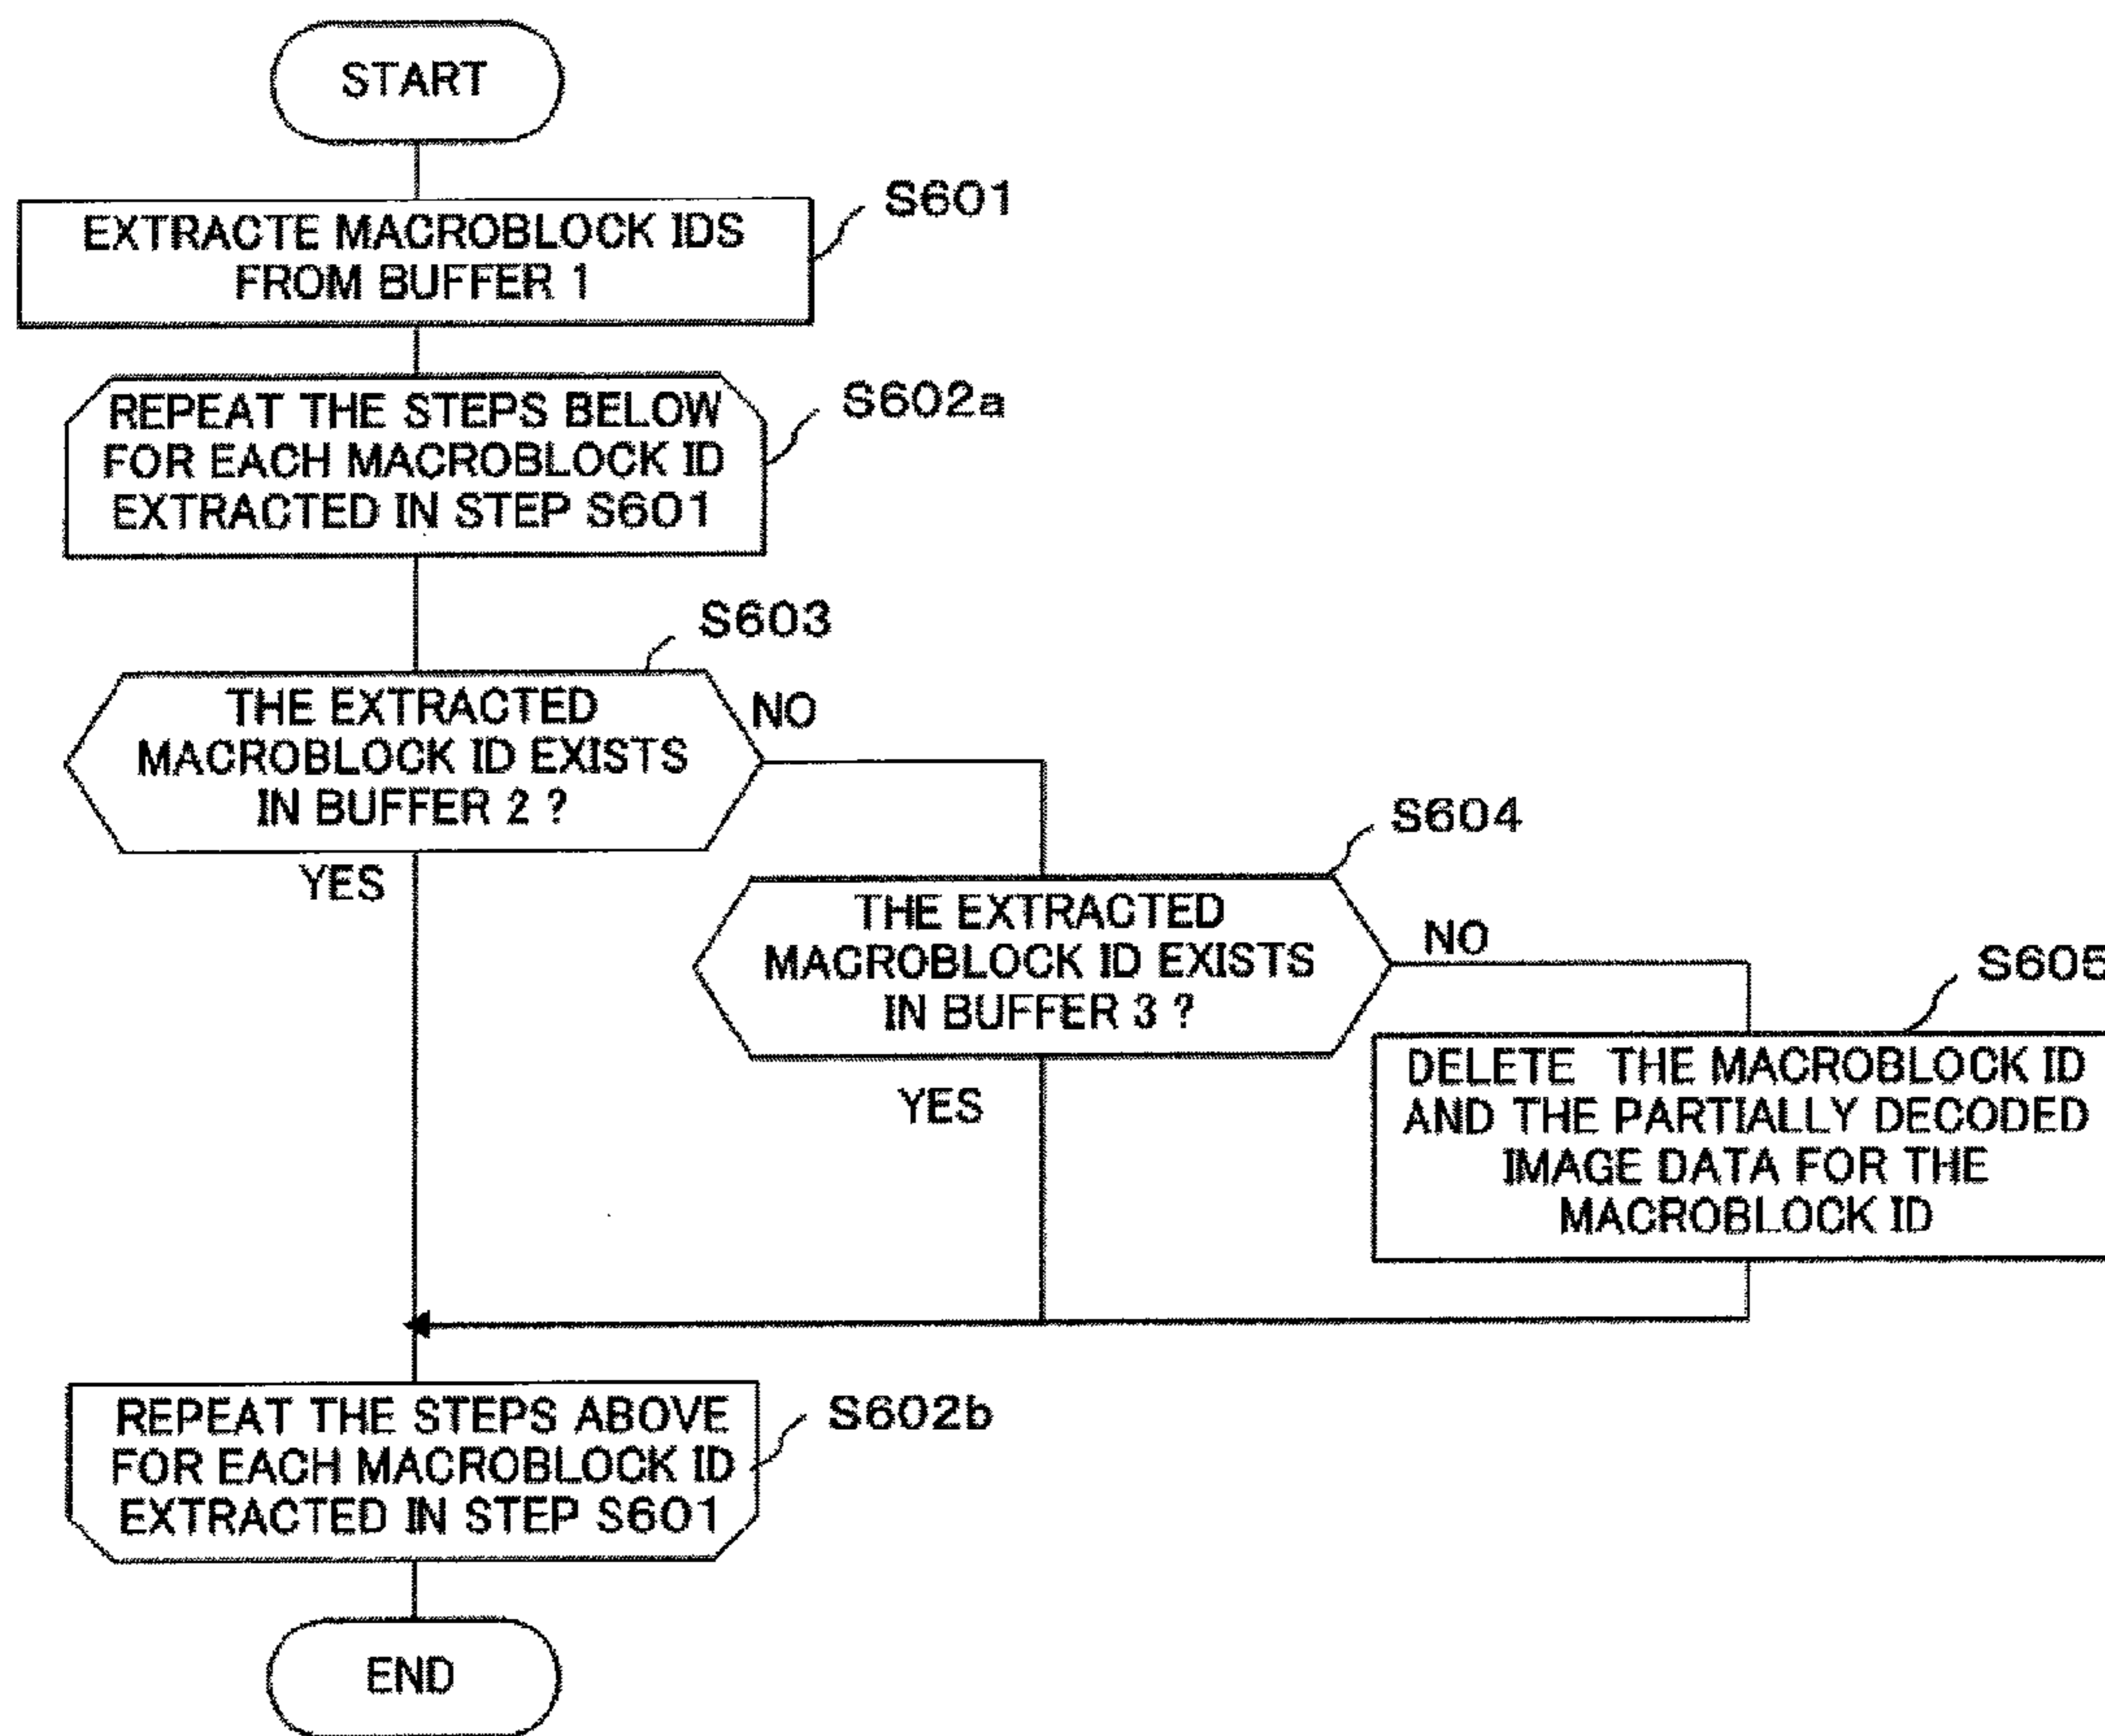 START
S601
EXTRACTE MACROBLOCK IDS
FROM BUFFER 1
S602a
REPEAT THE STEPS BELOW
FOR EACH MACROBLOCK ID
EXTRACTED IN STEP S601
S603
THE EXTRACTED
MACROBLOCK ID EXISTS
IN BUFFER 2 ?
NO
YES
S604
THE EXTRACTED
MACROBLOCK ID EXISTS
IN BUFFER 3 ?
NO
YES
S605
DELETE THE MACROBLOCK ID
AND THE PARTIALLY DECODED
IMAGE DATA FOR THE
MACROBLOCK ID
S602b
REPEAT THE STEPS ABOVE
FOR EACH MACROBLOCK ID
EXTRACTED IN STEP S601
END